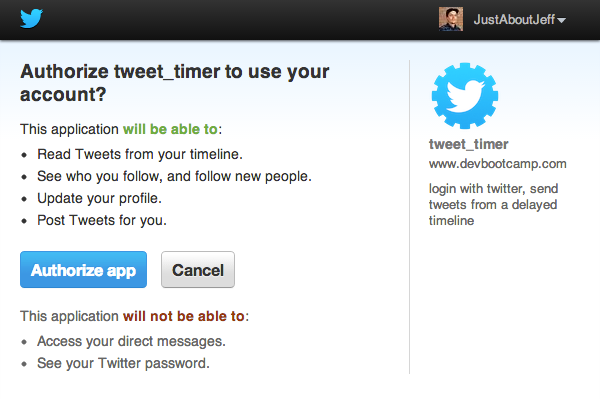 JustAboutJeff
Authorize tweet_timer to use your
account?
This application will be able to:
Read Tweets from your timeline.
See who you follow, and follow new people.
Update your profile.
Post Tweets for you.
Authorize app
Cancel
This application will not be able to:
Access your direct messages.
See your Twitter password.
tweet_timer
www.devbootcamp.com
login with twitter, send
tweets from a delayed
timeline